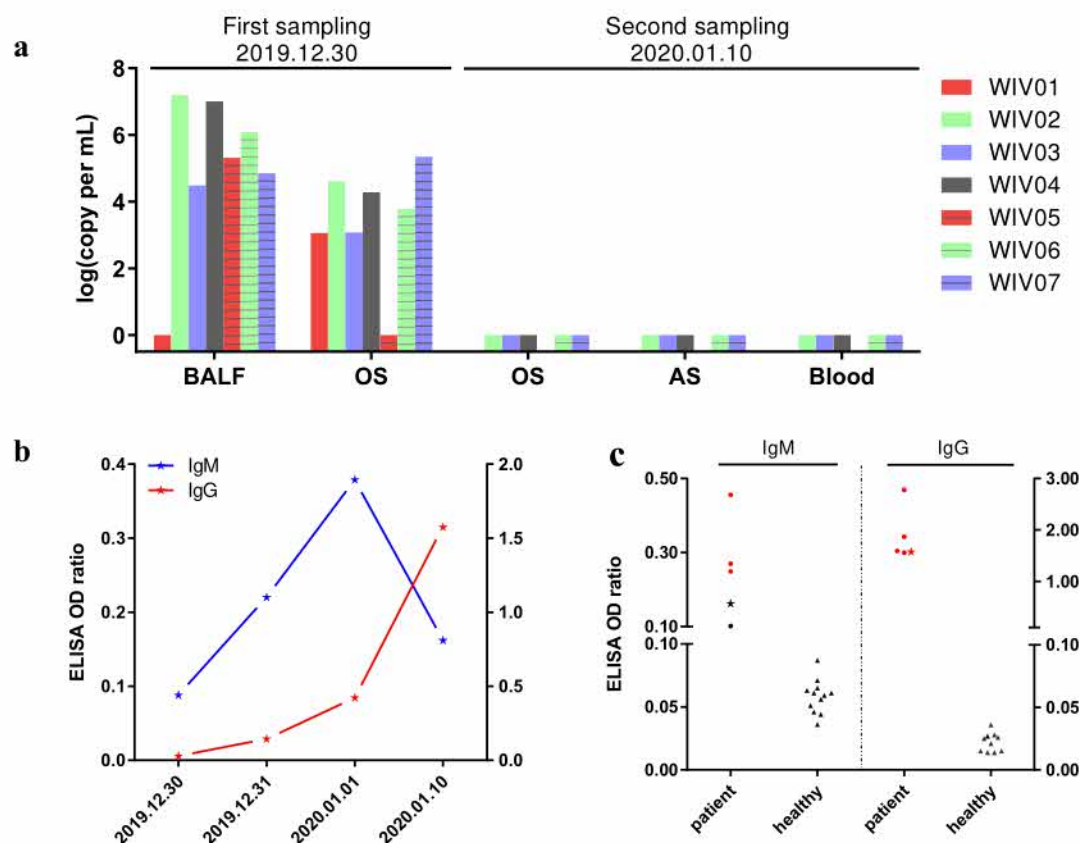 a
First sampling
2019.12.30
Second sampling
2020.01.10
log(copy per mL)
8
6
4
2
0
BALF
OS
OS
AS
Blood
WIV01
WIV02
WIV03
WIV04
WIV05
WIV06
WIV07
b
IgM
IgG
ELISA OD ratio
0.4
0.3
0.2
0.1
0.0
2.0
1.5
1.0
0.5
0.0
2019.12.30
2019.12.31
2020.01.01
2020.01.10
c
IgM
IgG
ELISA OD ratio
0.50
0.30
0.10
0.10
0.05
0.00
3.00
2.00
1.00
0.10
0.05
0.00
patient
healthy
patient
healthy